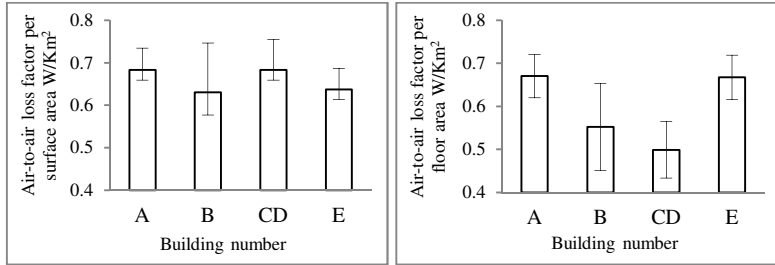 Air-to-air loss factor per
surface area W/Km²
0.8
0.7
0.6
0.5
0.4
A B CD E
Building number
Air-to-air loss factor per
floor area W/Km²
0.8
0.7
0.6
0.5
0.4
A B CD E
Building number